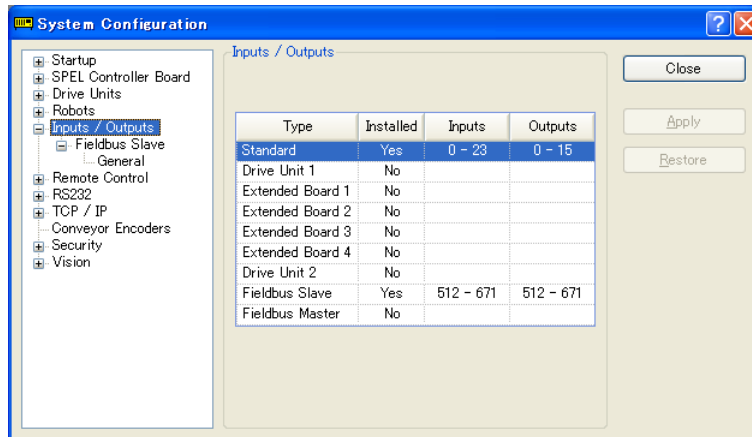 System Configuration
Startup
SPEL Controller Board
Drive Units
Robots
Inputs / Outputs
Fieldbus Slave
General
Remote Control
RS232
TCP / IP
Conveyor Encoders
Security
Vision
Inputs / Outputs
Type Installed Inputs Outputs
Standard Yes 0 - 23 0 - 15
Drive Unit 1 No
Extended Board 1 No
Extended Board 2 No
Extended Board 3 No
Extended Board 4 No
Drive Unit 2 No
Fieldbus Slave Yes 512 - 671 512 - 671
Fieldbus Master No
Close
Apply
Restore